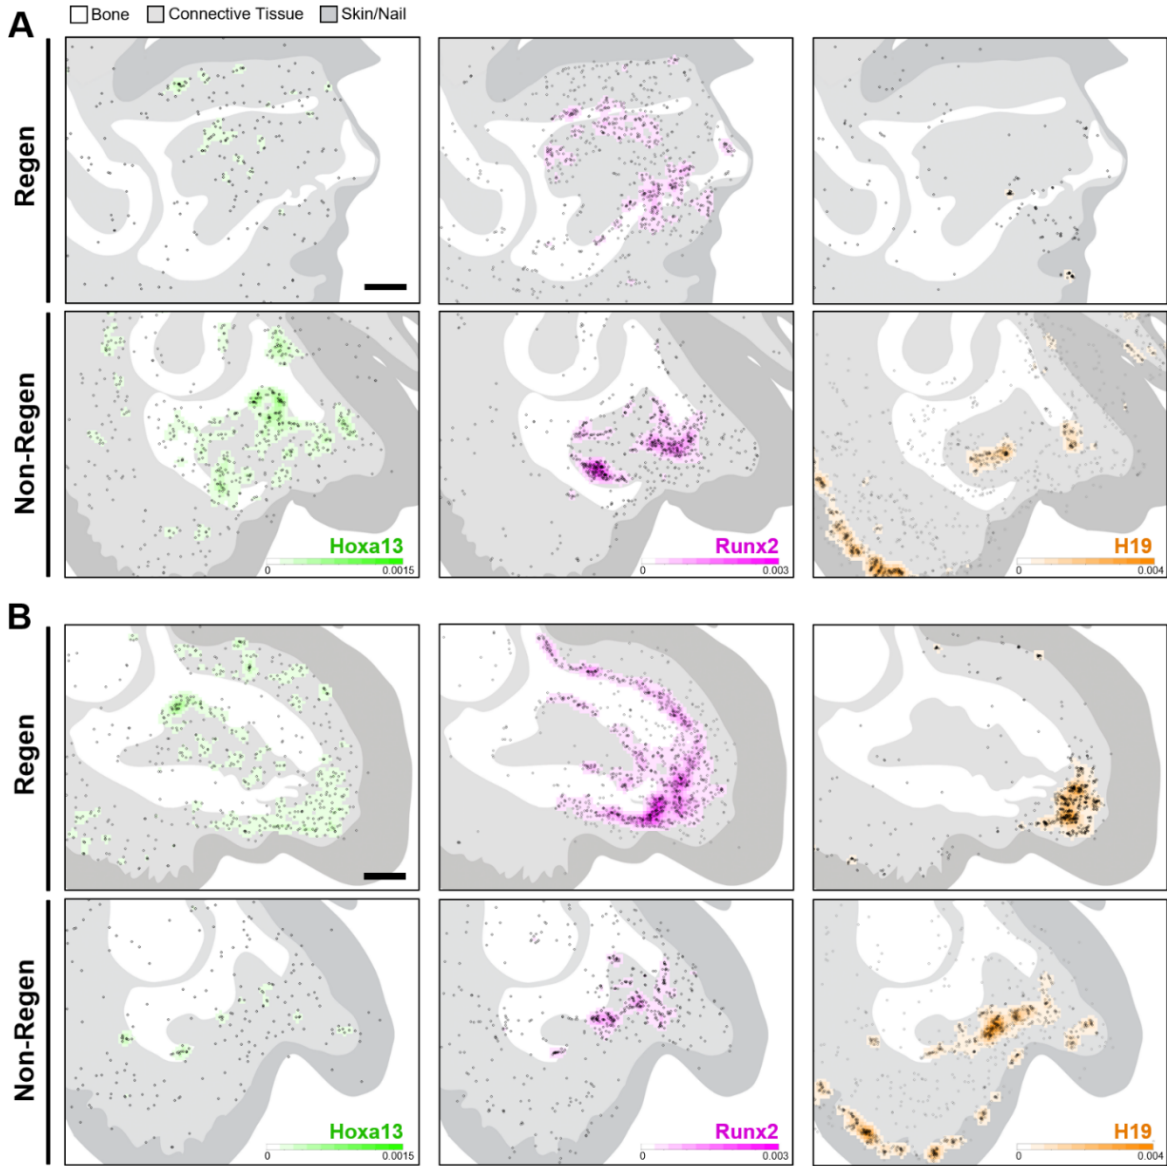 A
Bone Connective Tissue Skin/Nail
Regen
Non-Regen
Hoxa13
0 0.0015
Runx2
0 0.003
H19
0 0.004
B
Regen
Non-Regen
Hoxa13
0 0.0015
Runx2
0 0.003
H19
0 0.004